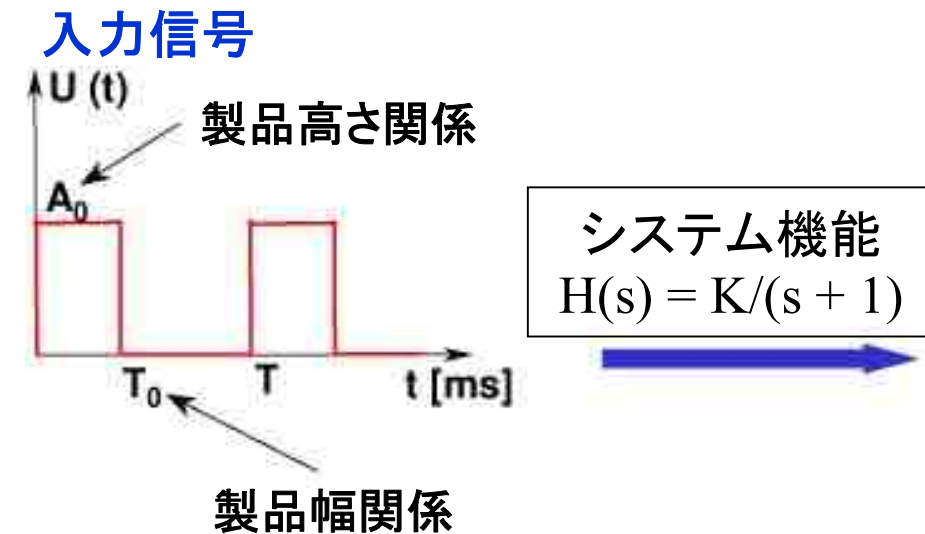 入力信号
U (t)
製品高さ関係
A₀
システム機能
H(s) = K/(s + 1)
T₀
T
t [ms]
製品幅関係